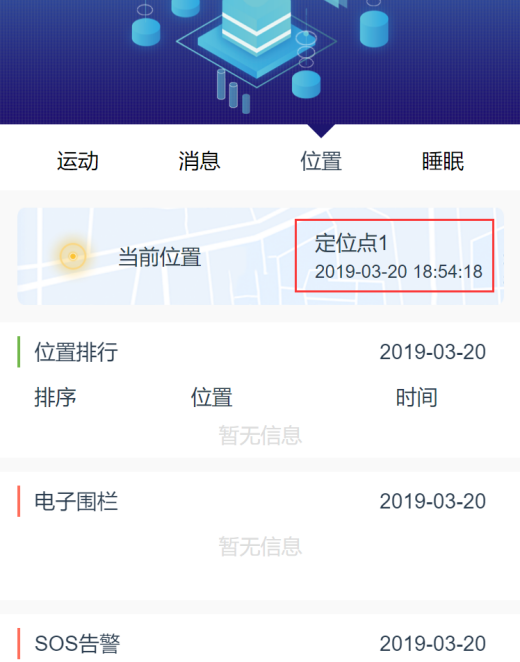 运动 消息 位置 睡眠
当前位置
定位点1
2019-03-20 18:54:18
位置排行 2019-03-20
排序 位置 时间
暂无信息
电子围栏 2019-03-20
暂无信息
SOS告警 2019-03-20